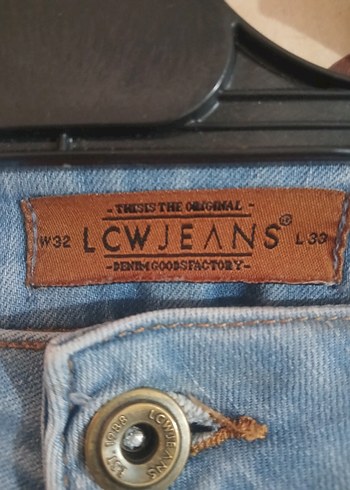 - THIS IS THE ORIGINAL -
W32 LCWJEANS® L33
- DENIM GOODS FACTORY -
LCWJEANS
1988